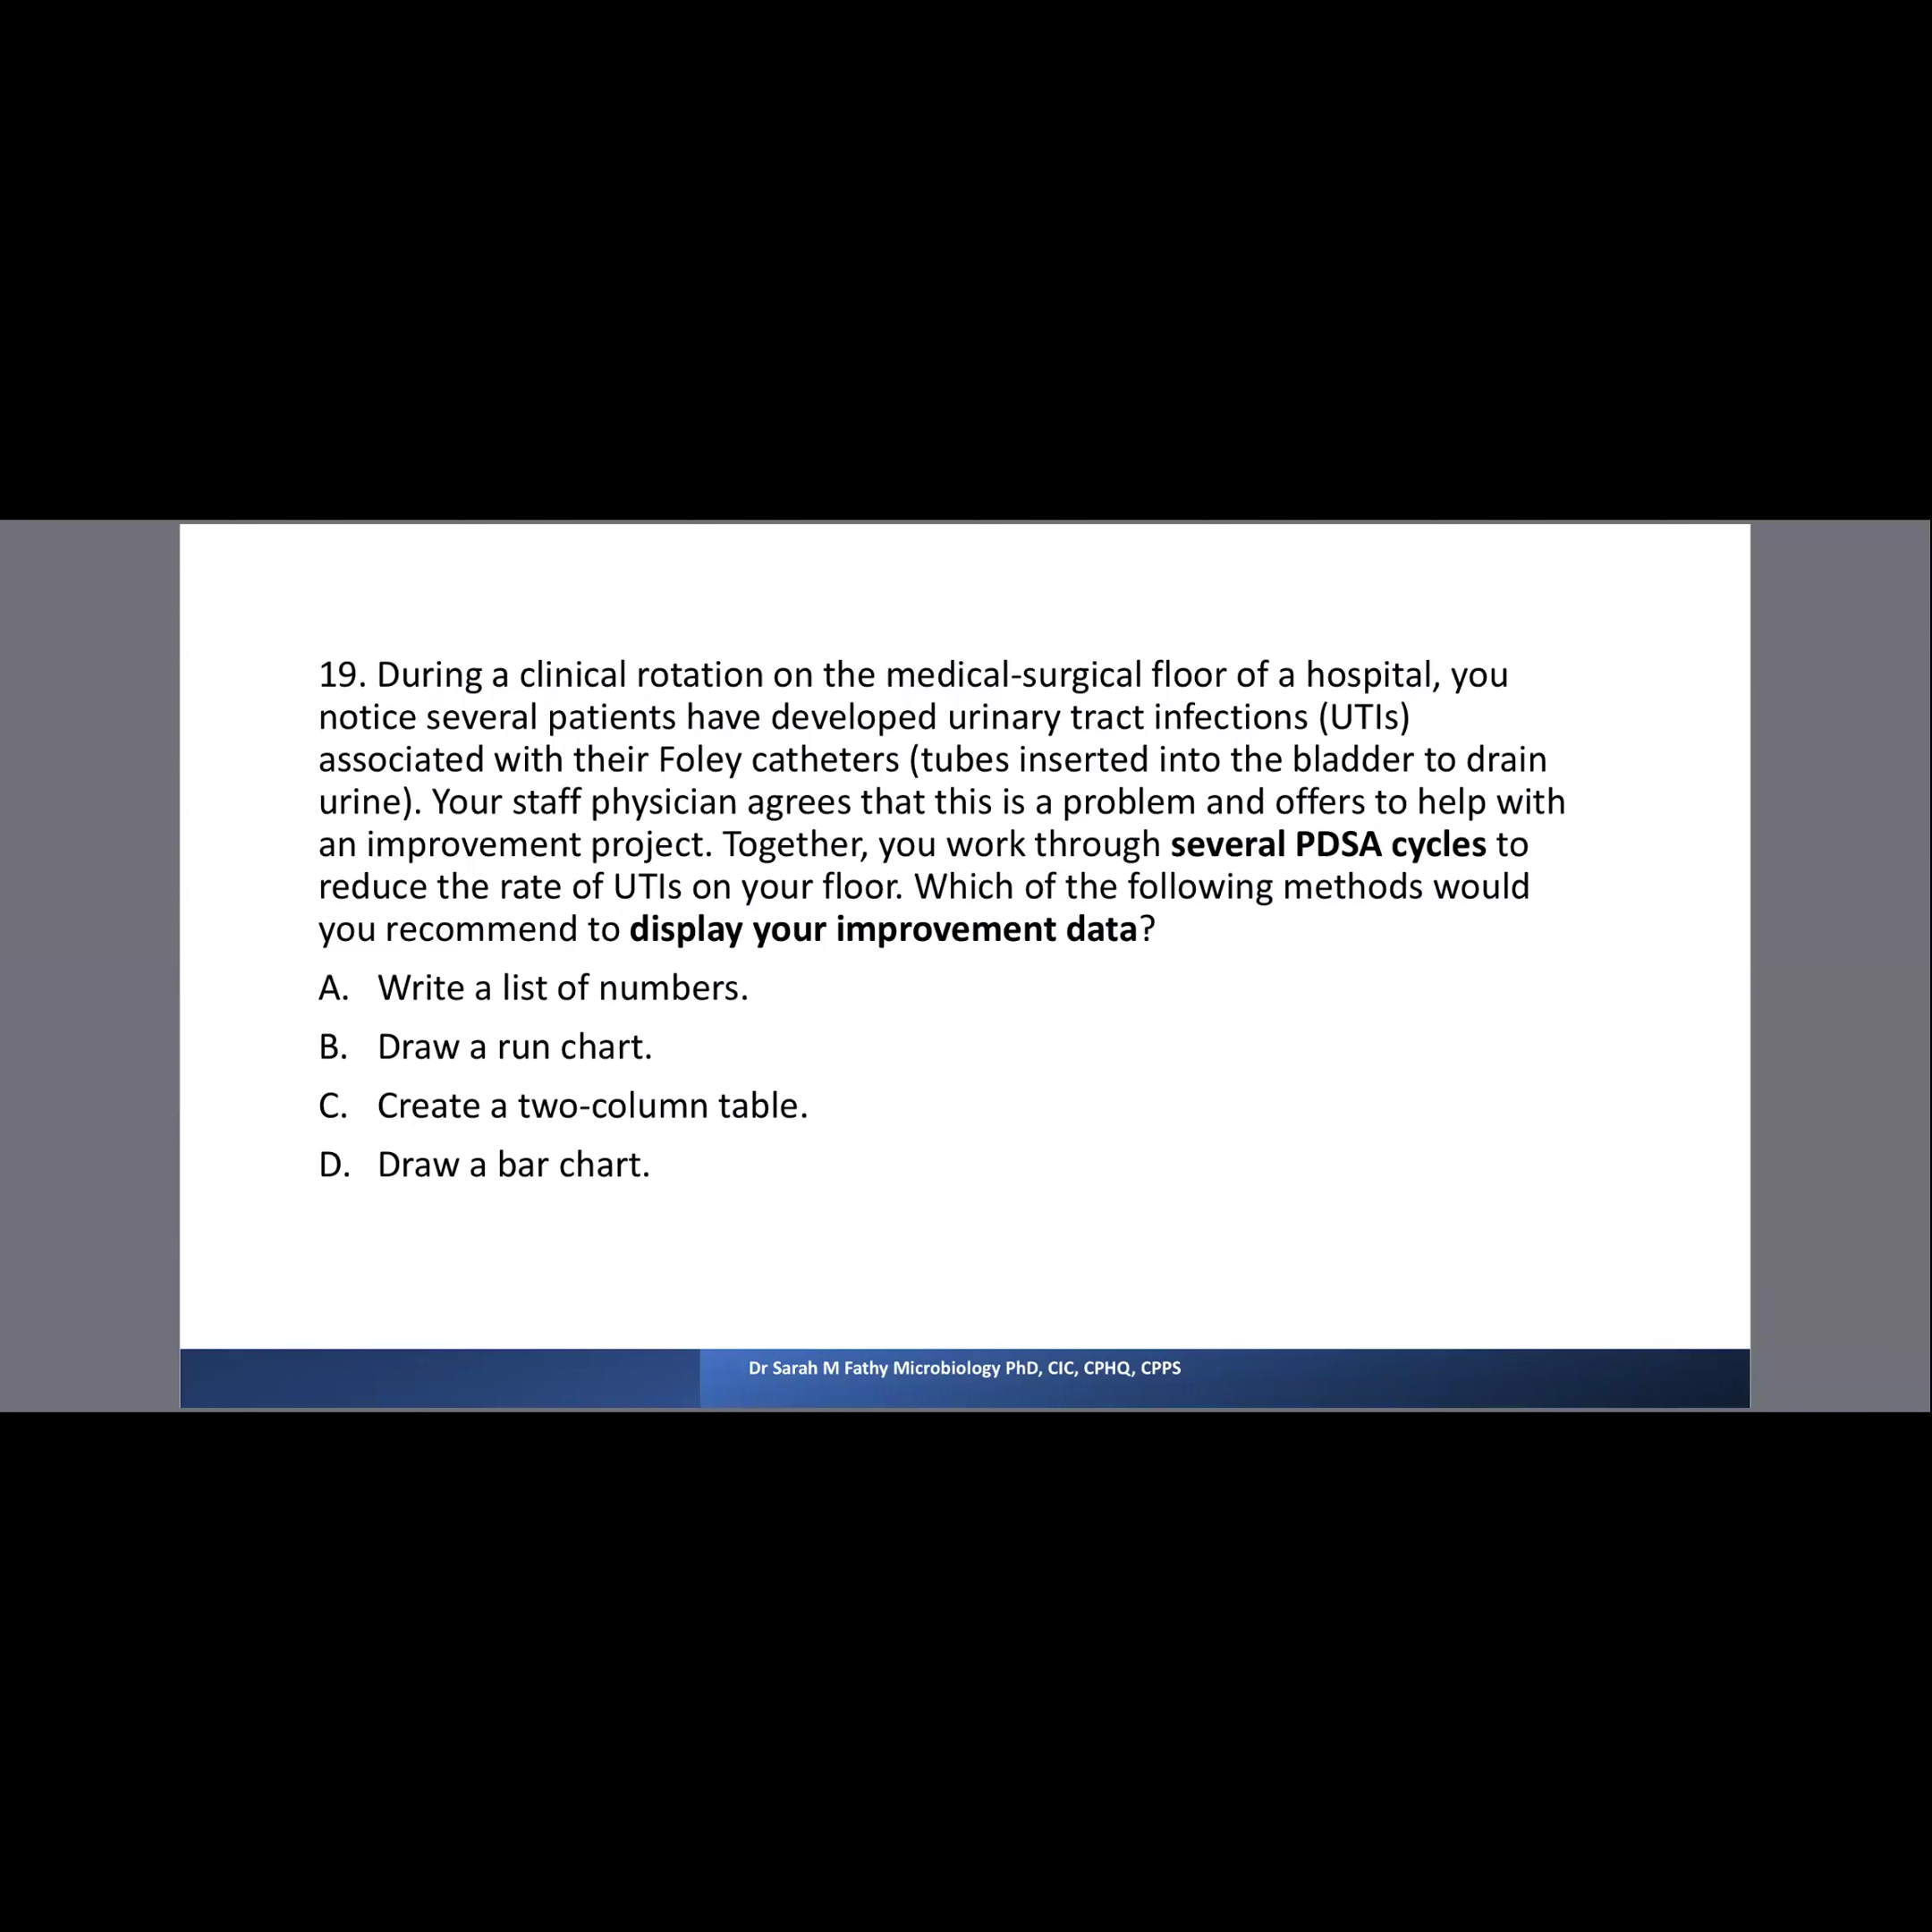 19. During a clinical rotation on the medical-surgical floor of a hospital, you
notice several patients have developed urinary tract infections (UTIs)
associated with their Foley catheters (tubes inserted into the bladder to drain
urine). Your staff physician agrees that this is a problem and offers to help with
an improvement project. Together, you work through several PDSA cycles to
reduce the rate of UTIs on your floor. Which of the following methods would
you recommend to display your improvement data?
A. Write a list of numbers.
B. Draw a run chart.
C. Create a two-column table.
D. Draw a bar chart.
Dr Sarah M Fathy Microbiology PhD, CIC, CPHQ, CPPS